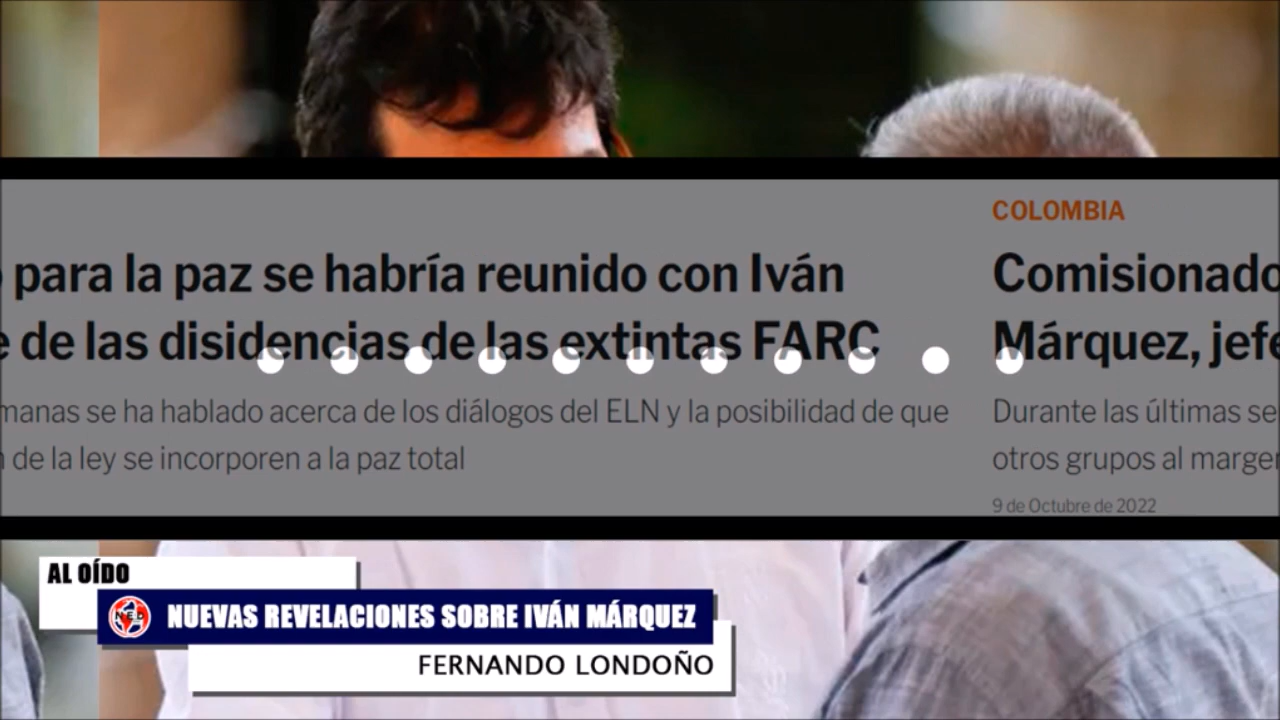 para la paz se habría reunido con Iván
de las disidencias de las extintas FARC
manas se ha hablado acerca de los diálogos del ELN y la posibilidad de que
de la ley se incorporen a la paz total
COLOMBIA
Comisionado
Márquez, jefe
Durante las últimas se
otros grupos al margen
9 de Octubre de 2022
AL OÍDO
NUEVAS REVELACIONES SOBRE IVÁN MÁRQUEZ
FERNANDO LONDOÑO